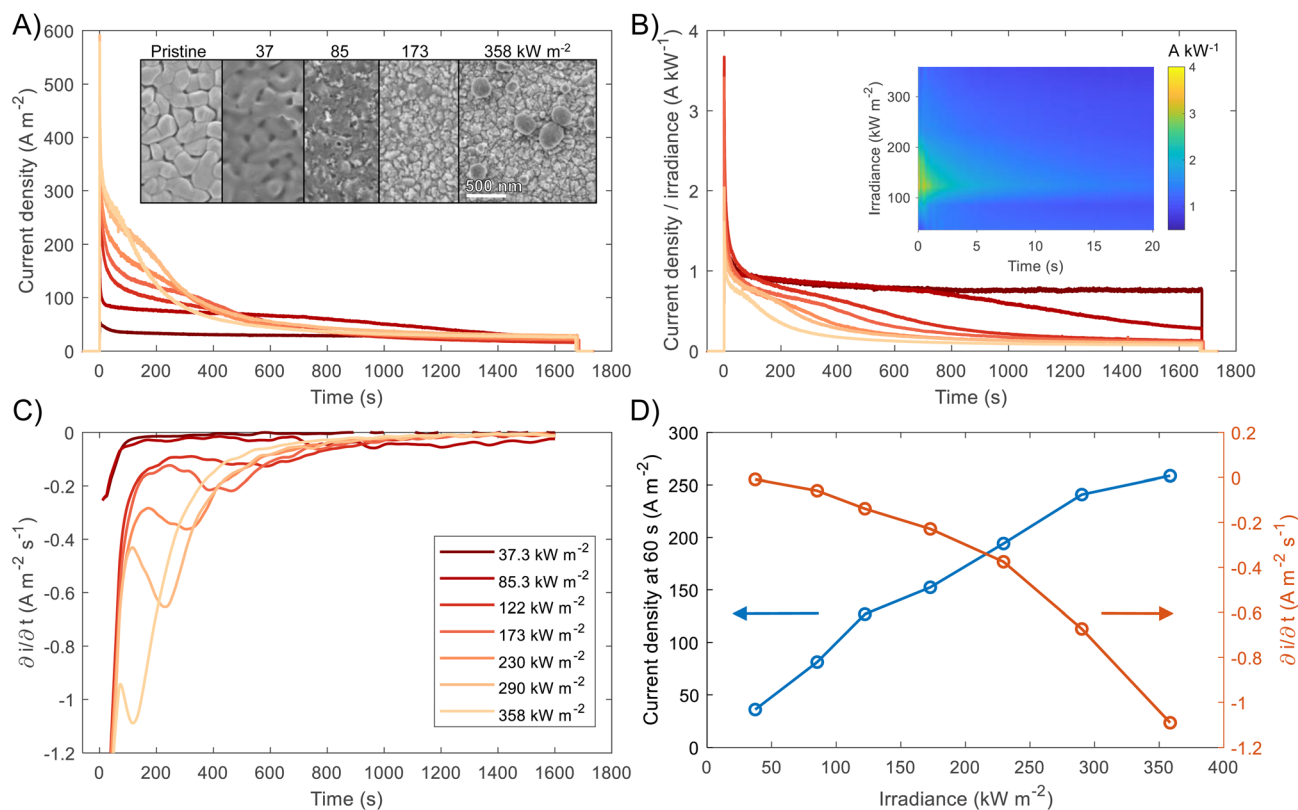 A)
600
500
400
300
200
100
0
Current density (A m-2)
Pristine 37 85 173 358 kW m-2
500 nm
0 200 400 600 800 1000 1200 1400 1600 1800
Time (s)
B)
4
3
2
1
0
Current density / irradiance (A kW-1)
A kW-1
4
3
2
1
300
200
100
Irradiance (kW m-2)
0 5 10 15 20
Time (s)
0 200 400 600 800 1000 1200 1400 1600 1800
Time (s)
C)
0
-0.2
-0.4
-0.6
-0.8
-1
-1.2
∂ i/∂ t (A m-2 s-1)
37.3 kW m-2
85.3 kW m-2
122 kW m-2
173 kW m-2
230 kW m-2
290 kW m-2
358 kW m-2
0 200 400 600 800 1000 1200 1400 1600 1800
Time (s)
D)
300
250
200
150
100
50
0
Current density at 60 s (A m-2)
0.2
0
-0.2
-0.4
-0.6
-0.8
-1
-1.2
∂ i/∂ t (A m-2 s-1)
0 50 100 150 200 250 300 350 400
Irradiance (kW m-2)